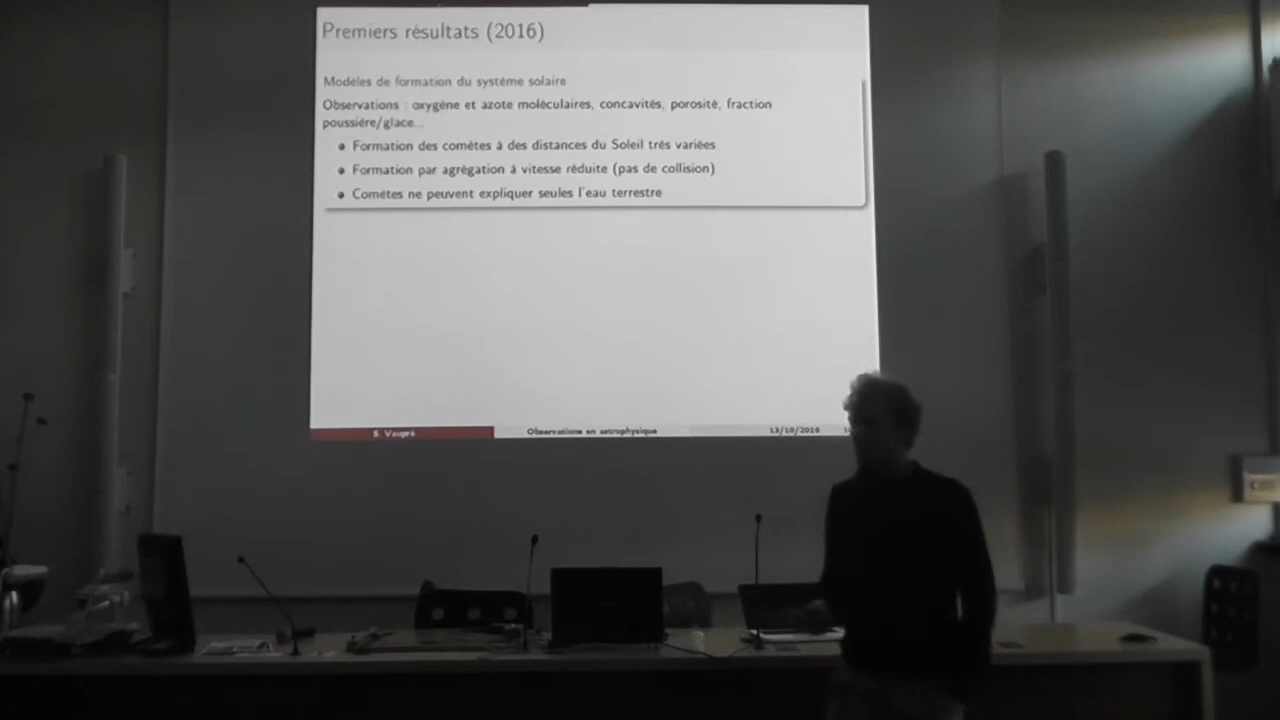 Premiers résultats (2016)
Modèles de formation du système solaire
Observations : oxygène et azote moléculaires, concavités, porosité, fraction
poussière/glace...
Formation des comètes à des distances du Soleil très variées
Formation par agrégation à vitesse réduite (pas de collision)
Comètes ne peuvent expliquer seules l'eau terrestre
S. Vaupré Observations en astrophysique 13/10/2016